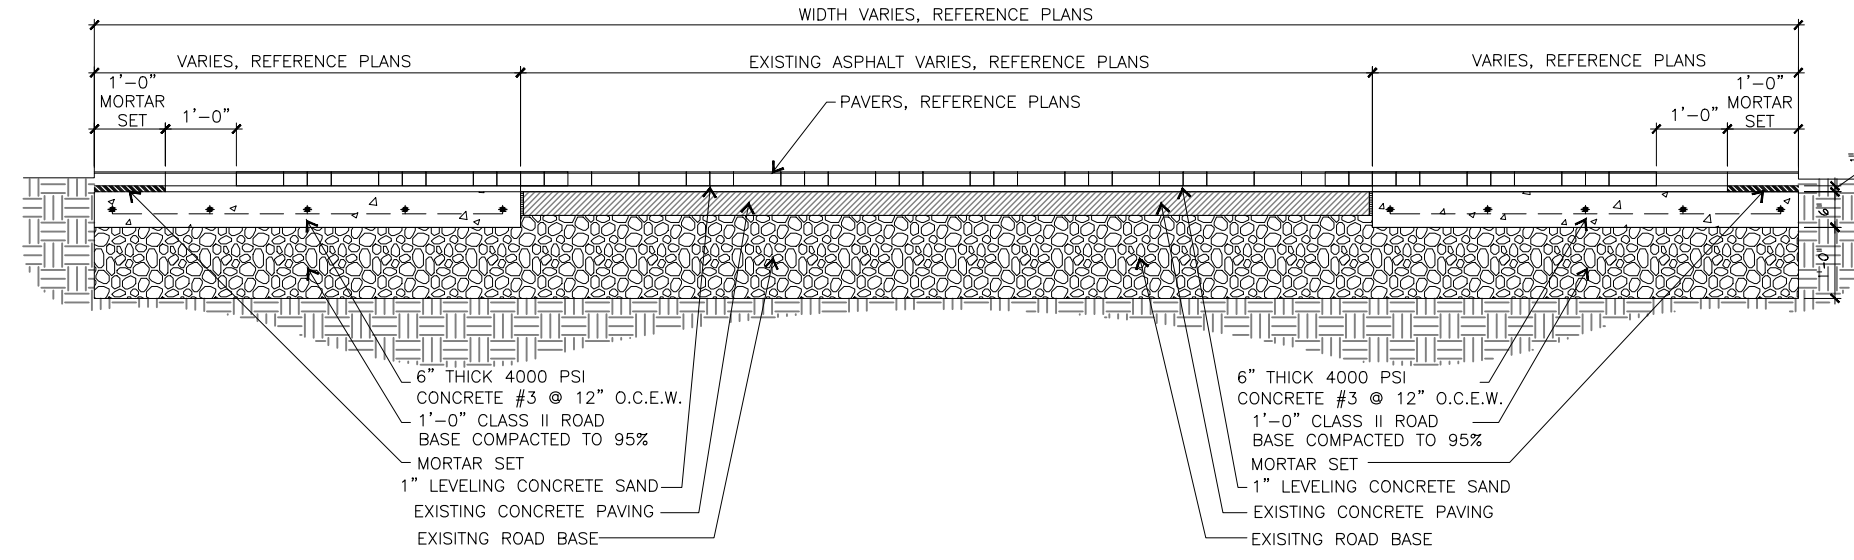 WIDTH VARIES, REFERENCE PLANS
VARIES, REFERENCE PLANS
EXISTING ASPHALT VARIES, REFERENCE PLANS
VARIES, REFERENCE PLANS
1'-0"
MORTAR
SET
1'-0"
PAVERS, REFERENCE PLANS
1'-0"
1'-0"
MORTAR
SET
1"
6"
-0"
6" THICK 4000 PSI
CONCRETE #3 @ 12" O.C.E.W.
1'-0" CLASS II ROAD
BASE COMPACTED TO 95%
MORTAR SET
1" LEVELING CONCRETE SAND
EXISTING CONCRETE PAVING
EXISITNG ROAD BASE
6" THICK 4000 PSI
CONCRETE #3 @ 12" O.C.E.W.
1'-0" CLASS II ROAD
BASE COMPACTED TO 95%
MORTAR SET
1" LEVELING CONCRETE SAND
EXISTING CONCRETE PAVING
EXISITNG ROAD BASE